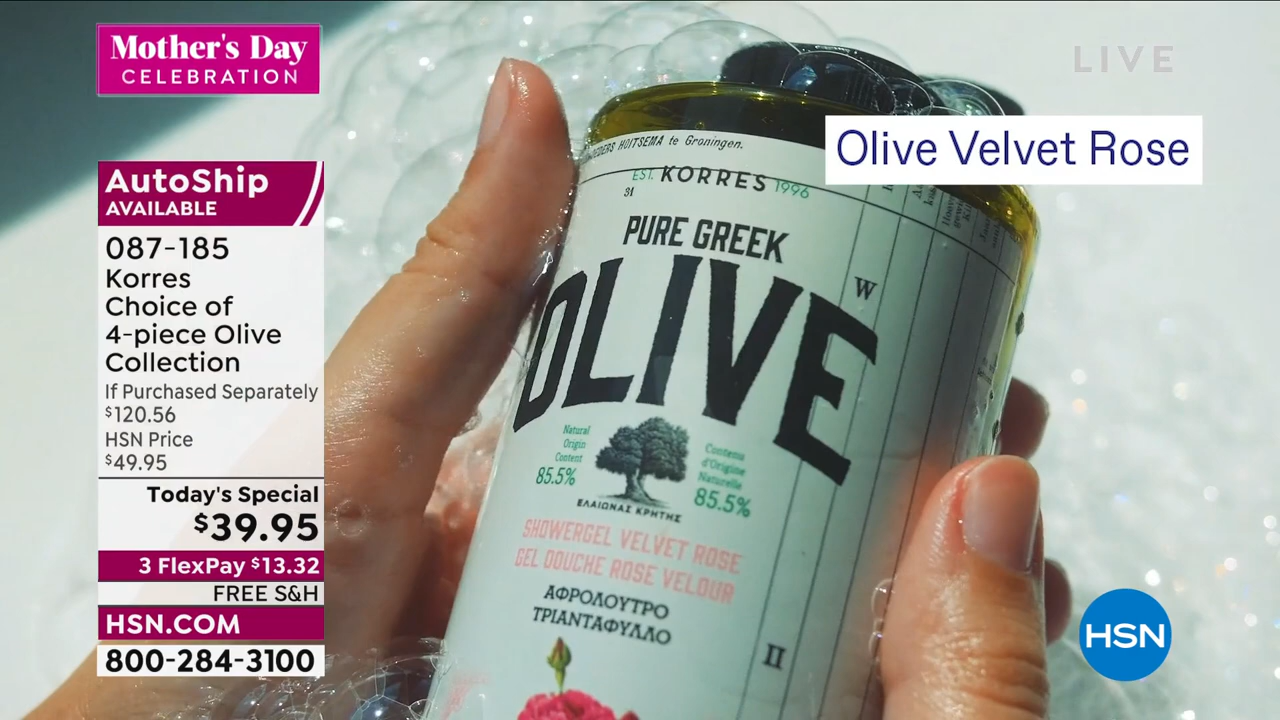 Mother's Day
CELEBRATION
LIVE
Olive Velvet Rose
AutoShip
AVAILABLE
087-185
Korres
Choice of
4-piece Olive
Collection
If Purchased Separately
$120.56
HSN Price
$49.95
Today's Special
$39.95
3 FlexPay $13.32
FREE S&H
HSN.COM
800-284-3100
HOITSEMA te Groningen.
EST. KORRES 1996
31
PURE GREEK
OLIVE
W
Natural
Origin
Content
85.5%
Contenu
d'Origine
Naturelle
85.5%
ΕΛΑΙΩΝΑΣ ΚΡΗΤΗΣ
SHOWERGEL VELVET ROSE
GEL DOUCHE ROSE VELOUR
ΑΦΡΟΛΟΥΤΡΟ
ΤΡΙΑΝΤΑΦΥΛΛΟ
II
HSN